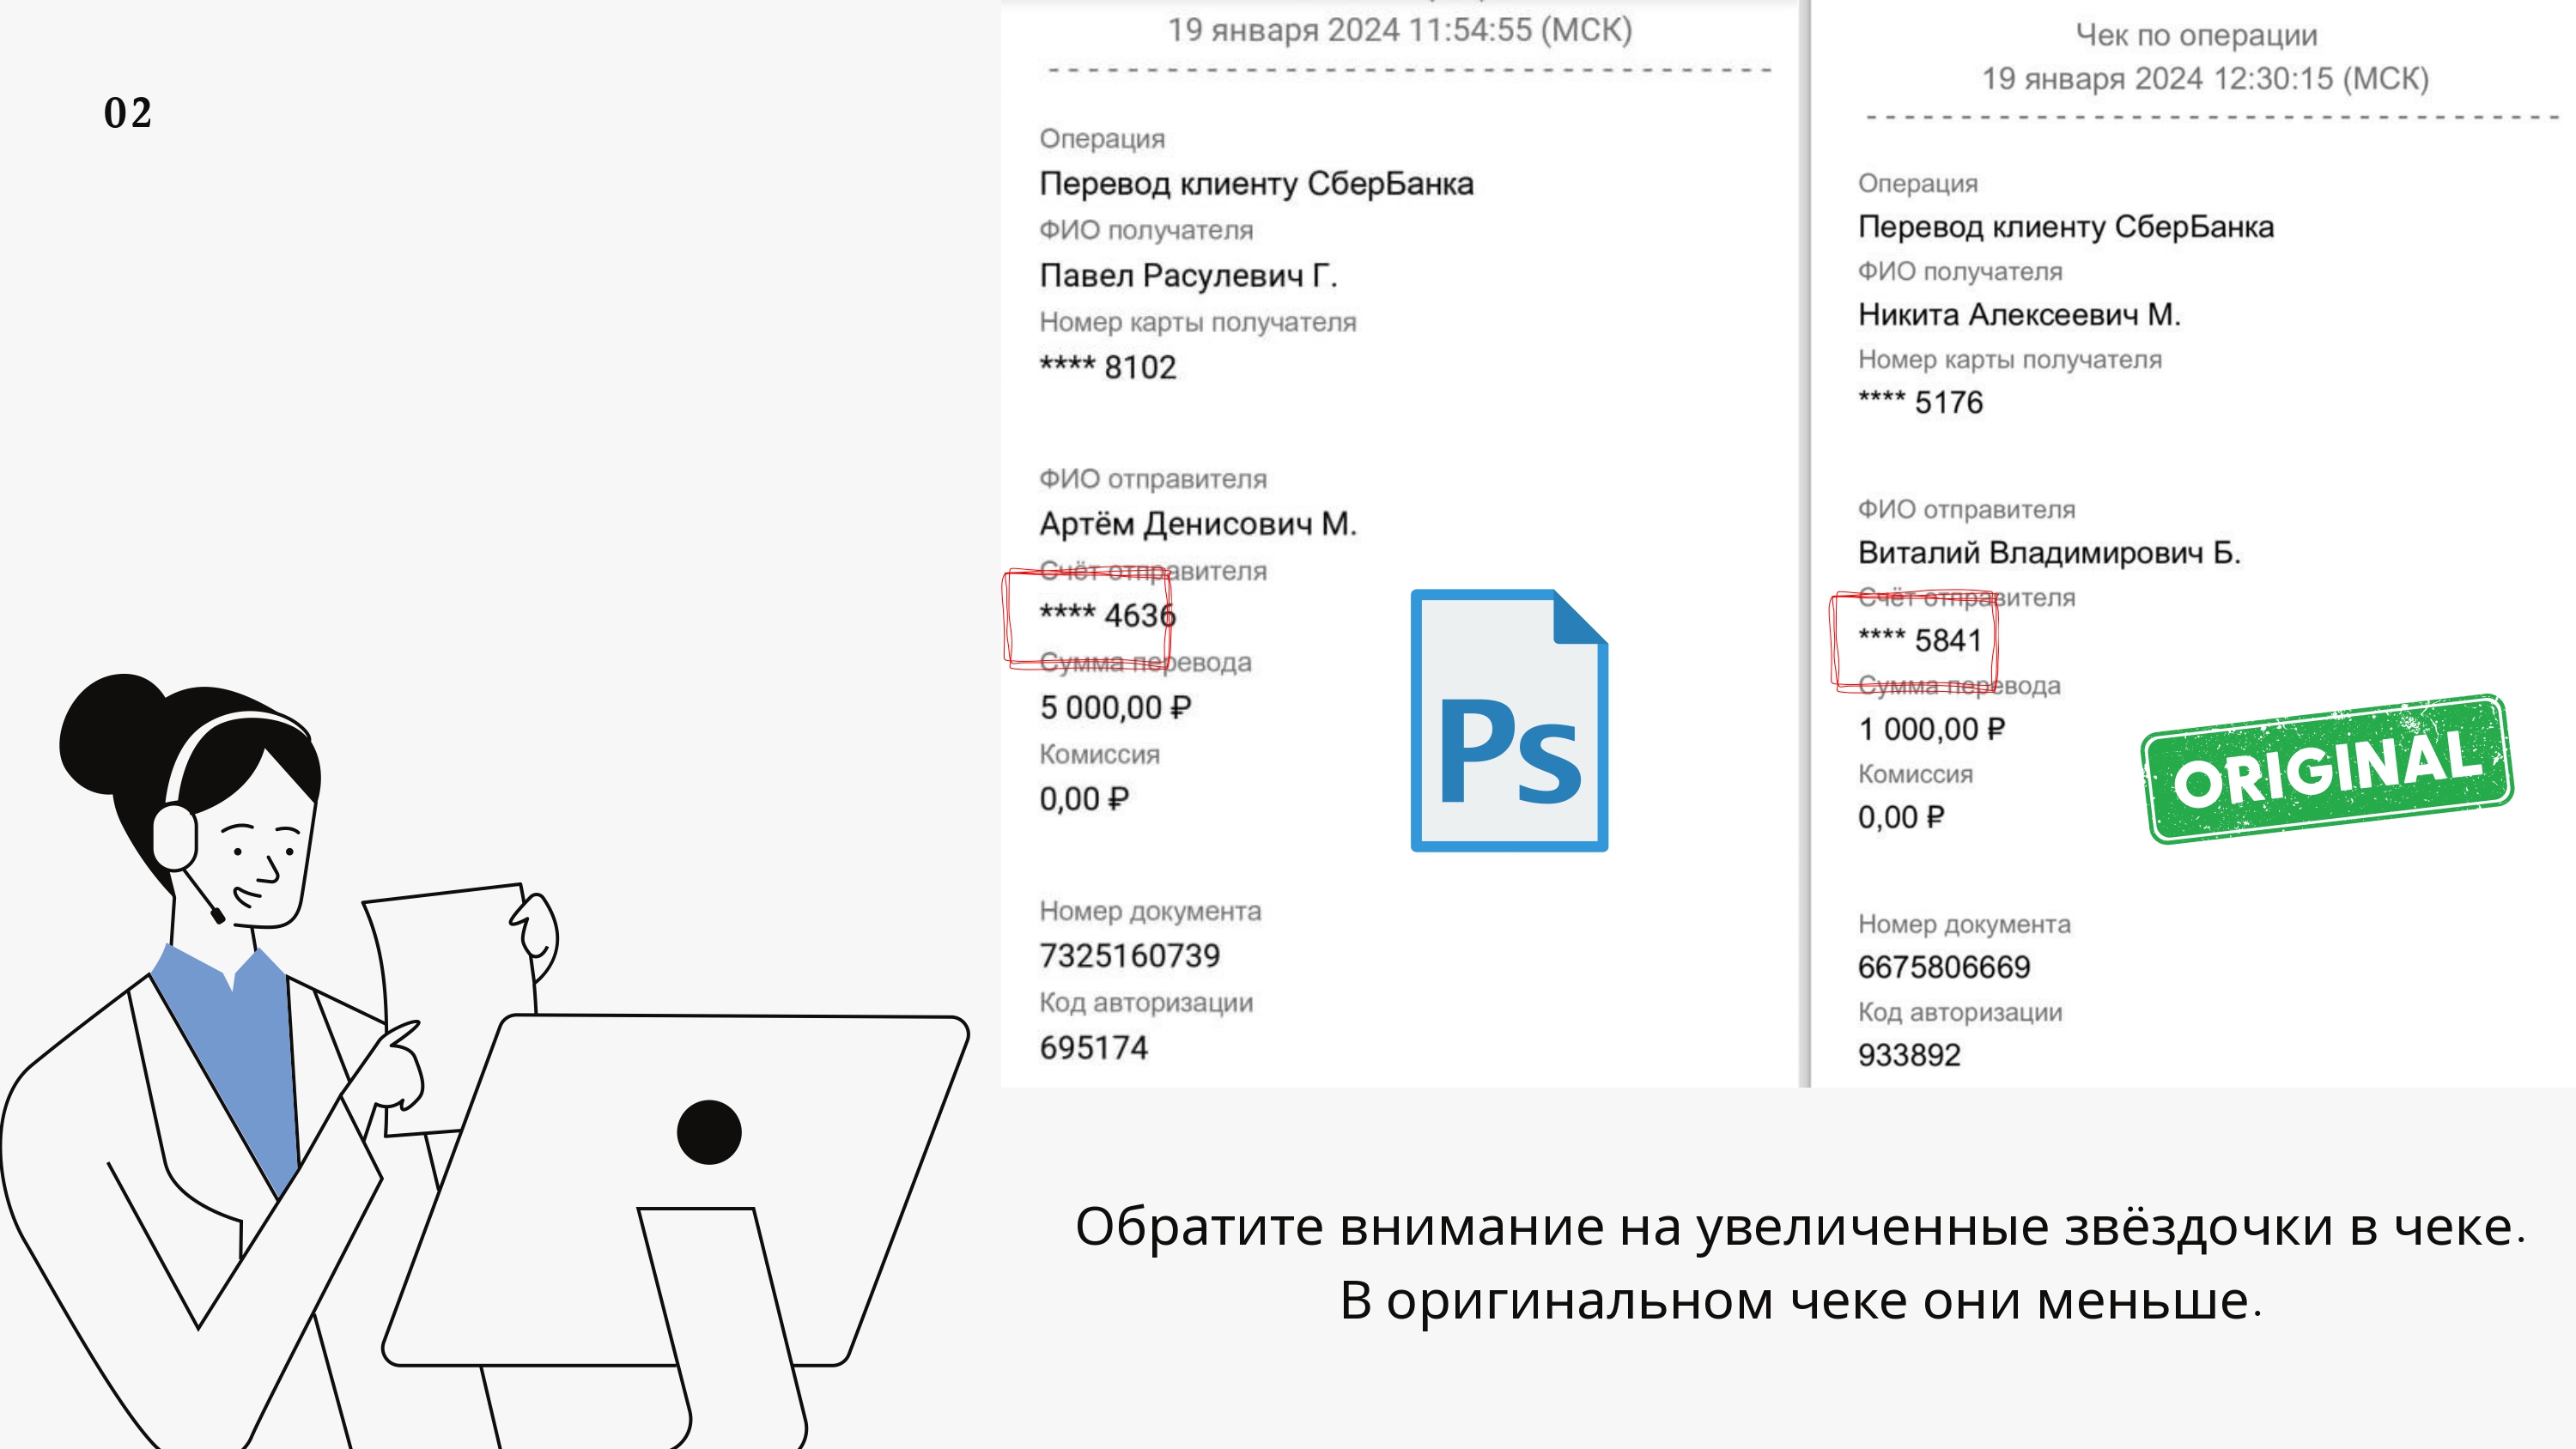 02
19 января 2024 11:54:55 (МСК)
Операция
Перевод клиенту СберБанка
ФИО получателя
Павел Расулевич Г.
Номер карты получателя
**** 8102
ФИО отправителя
Артём Денисович М.
Счёт отправителя
**** 4636
Сумма перевода
5 000,00 ₽
Комиссия
0,00 ₽
Номер документа
7325160739
Код авторизации
695174
Ps
Чек по операции
19 января 2024 12:30:15 (МСК)
Операция
Перевод клиенту СберБанка
ФИО получателя
Никита Алексеевич М.
Номер карты получателя
**** 5176
ФИО отправителя
Виталий Владимирович Б.
Счёт отправителя
**** 5841
Сумма перевода
1 000,00 ₽
Комиссия
0,00 ₽
Номер документа
6675806669
Код авторизации
933892
ORIGINAL
Обратите внимание на увеличенные звёздочки в чеке.
В оригинальном чеке они меньше.